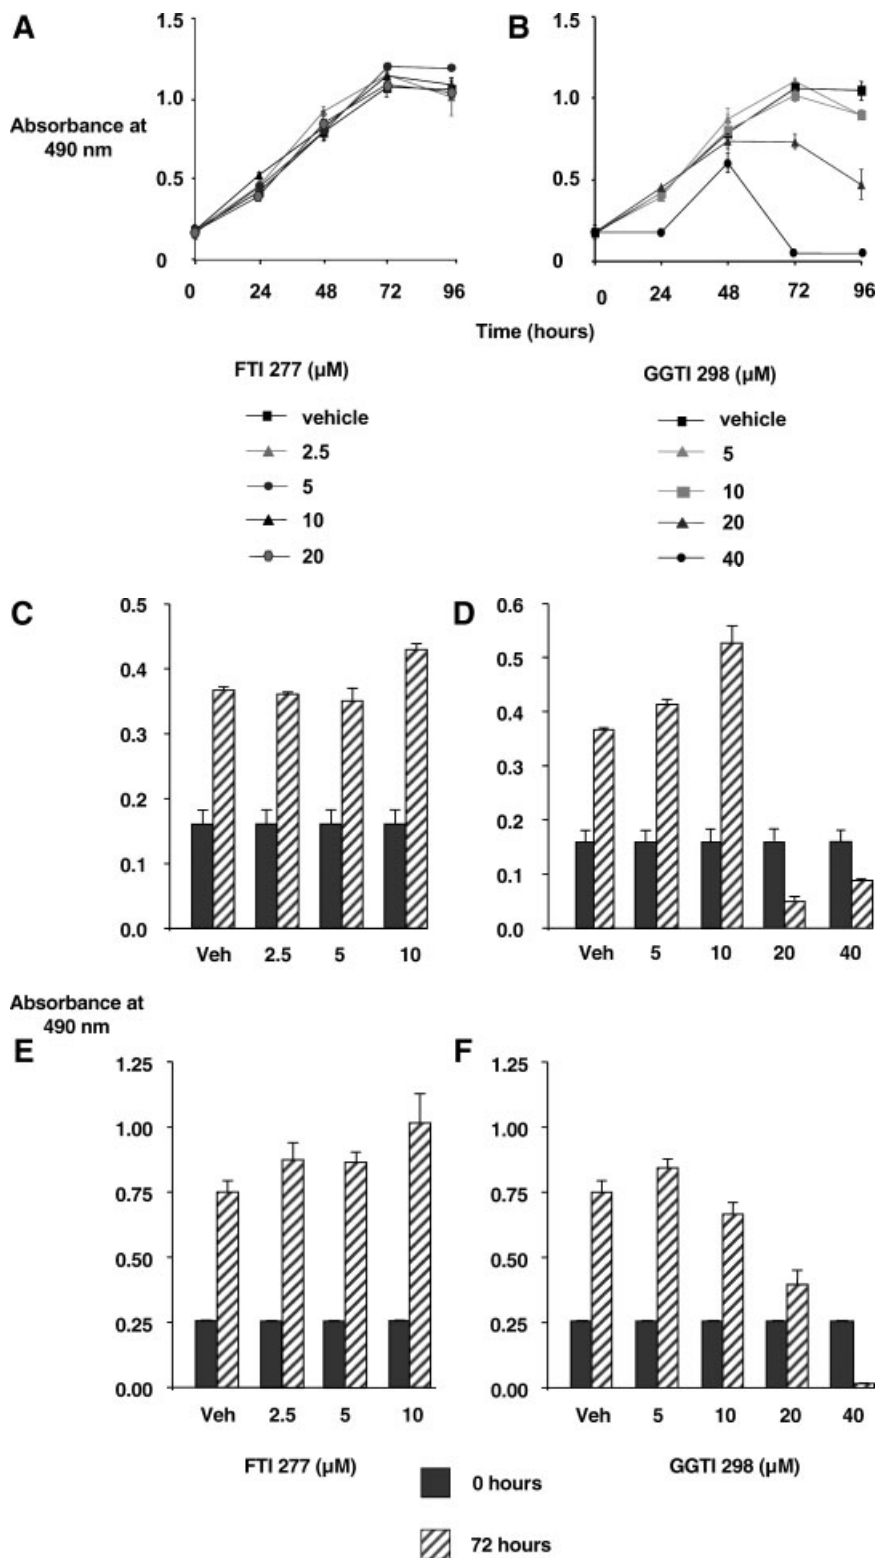 A
B
1.5
1.0
0.5
0
1.5
1.0
0.5
0
Absorbance at
490 nm
0 24 48 72 96
0 24 48 72 96
Time (hours)
FTI 277 (µM)
vehicle
2.5
5
10
20
GGTI 298 (µM)
vehicle
5
10
20
40
C
0.5
0.4
0.3
0.2
0.1
0.0
Veh 2.5 5 10
D
0.6
0.5
0.4
0.3
0.2
0.1
0.0
Veh 5 10 20 40
Absorbance at
490 nm
E
1.25
1.00
0.75
0.50
0.25
0.00
Veh 2.5 5 10
FTI 277 (µM)
F
1.25
1.00
0.75
0.50
0.25
0.00
Veh 5 10 20 40
GGTI 298 (µM)
0 hours
72 hours